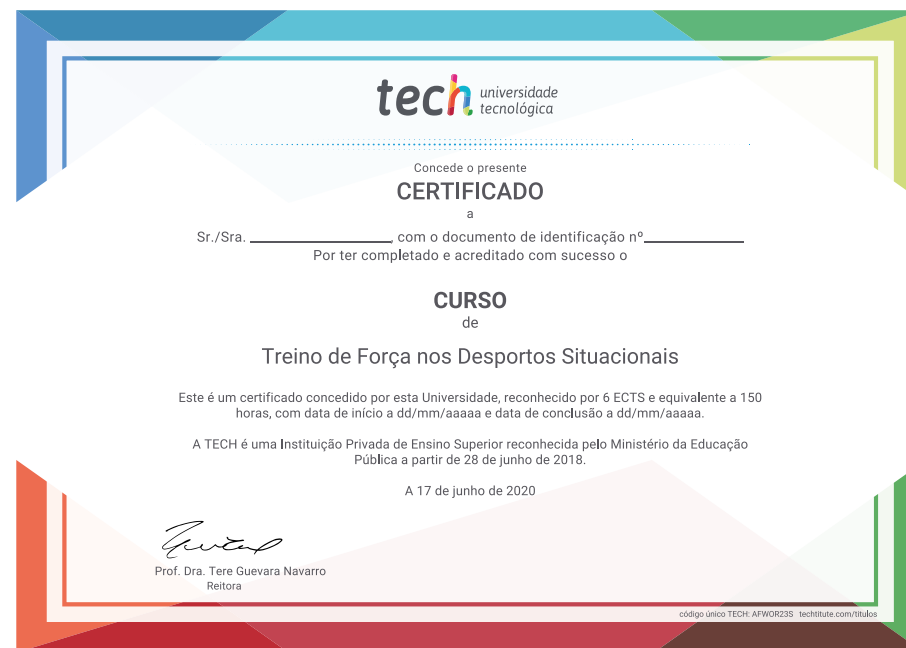 tech universidade
tecnológica
Concede o presente
CERTIFICADO
a
Sr./Sra. ________________, com o documento de identificação nº____________
Por ter completado e acreditado com sucesso o
CURSO
de
Treino de Força nos Desportos Situacionais
Este é um certificado concedido por esta Universidade, reconhecido por 6 ECTS e equivalente a 150
horas, com data de início a dd/mm/aaaaa e data de conclusão a dd/mm/aaaaa.
A TECH é uma Instituição Privada de Ensino Superior reconhecida pelo Ministério da Educação
Pública a partir de 28 de junho de 2018.
A 17 de junho de 2020
Prof. Dra. Tere Guevara Navarro
Reitora
código único TECH: AFWOR23S techtitute.com/titulos